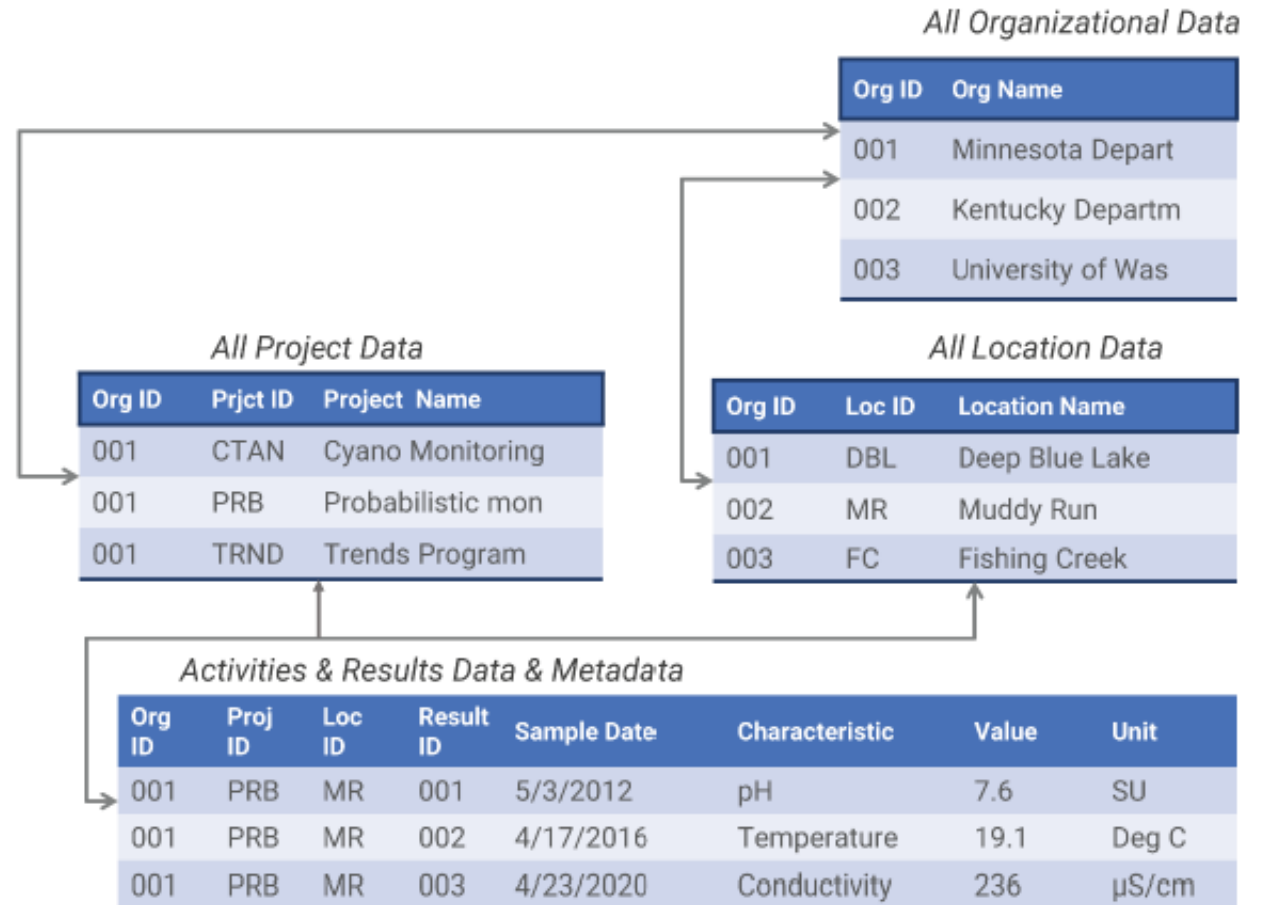 All Organizational Data
Org ID Org Name
001 Minnesota Depart
002 Kentucky Departm
003 University of Was
All Project Data
Prjct ID Project Name
Org ID Prjct ID Project Name
001 CTAN Cyano Monitoring
001 PRB Probabilistic mon
001 TRND Trends Program
All Location Data
Org ID Loc ID Location Name
001 DBL Deep Blue Lake
002 MR Muddy Run
003 FC Fishing Creek
Activities & Results Data & Metadata
Org ID Proj ID Loc ID Result ID Sample Date Characteristic Value Unit
001 PRB MR 001 5/3/2012 pH 7.6 SU
001 PRB MR 002 4/17/2016 Temperature 19.1 Deg C
001 PRB MR 003 4/23/2020 Conductivity 236 µS/cm